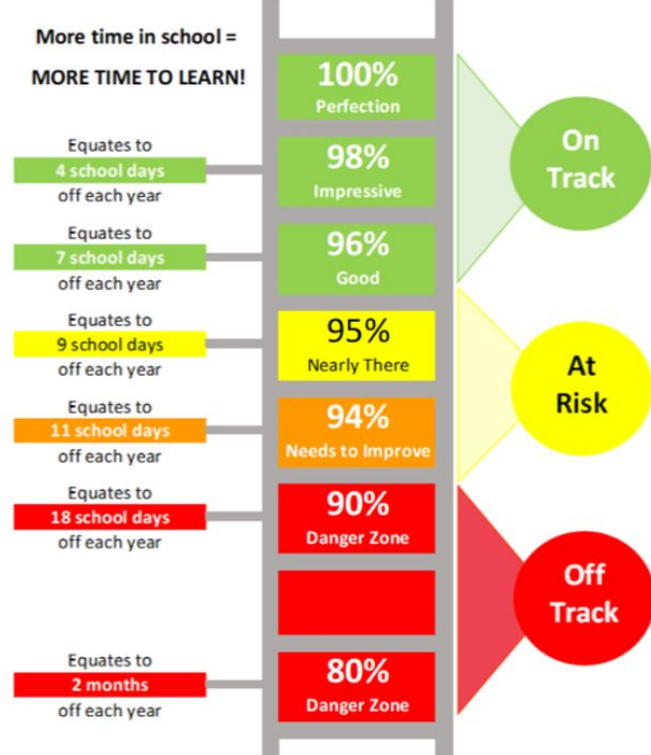 More time in school =
MORE TIME TO LEARN!
100%
Perfection
Equates to
4 school days
off each year
98%
Impressive
Equates to
7 school days
off each year
96%
Good
On
Track
Equates to
9 school days
off each year
95%
Nearly There
Equates to
11 school days
off each year
94%
Needs to Improve
At
Risk
Equates to
18 school days
off each year
90%
Danger Zone
Equates to
2 months
off each year
80%
Danger Zone
Off
Track